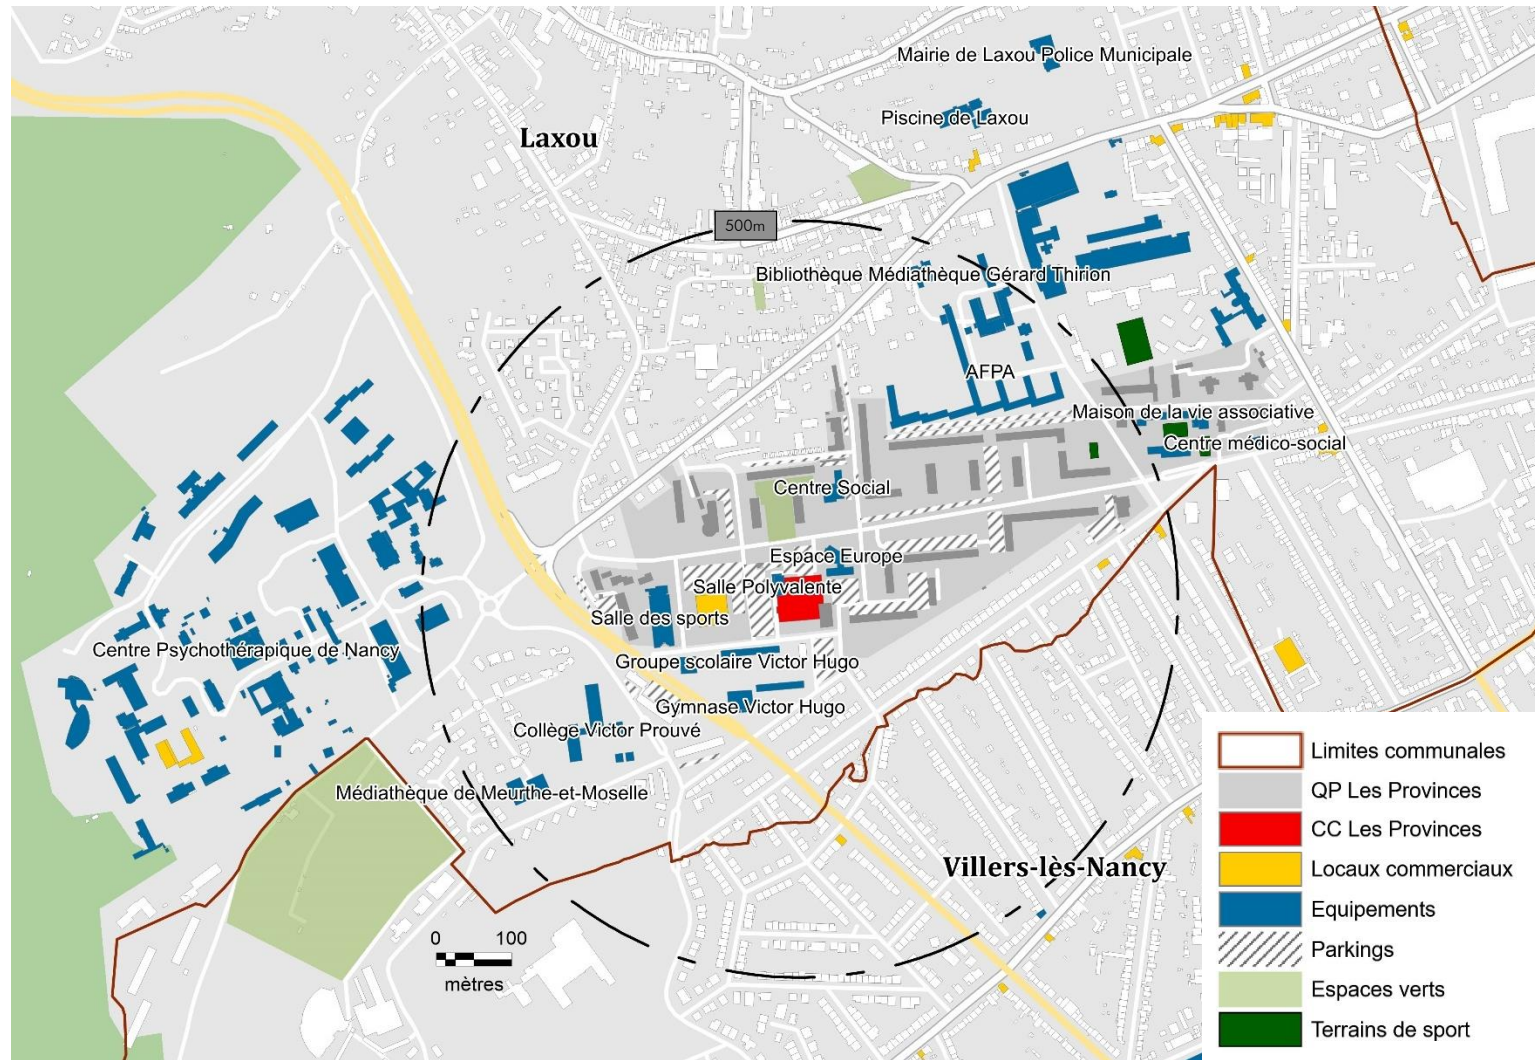 Mairie de Laxou Police Municipale
Piscine de Laxou
Laxou
500m
Bibliothèque Médiathèque Gérard Thirion
AFPA
Maison de la vie associative
Centre médico-social
Centre Social
Espace Europe
Salle Polyvalente
Salle des sports
Centre Psychothérapique de Nancy
Groupe scolaire Victor Hugo
Gymnase Victor Hugo
Collège Victor Prouvé
Médiathèque de Meurthe-et-Moselle
Villers-lès-Nancy
0 100
mètres
Limites communales
QP Les Provinces
CC Les Provinces
Locaux commerciaux
Equipements
Parkings
Espaces verts
Terrains de sport